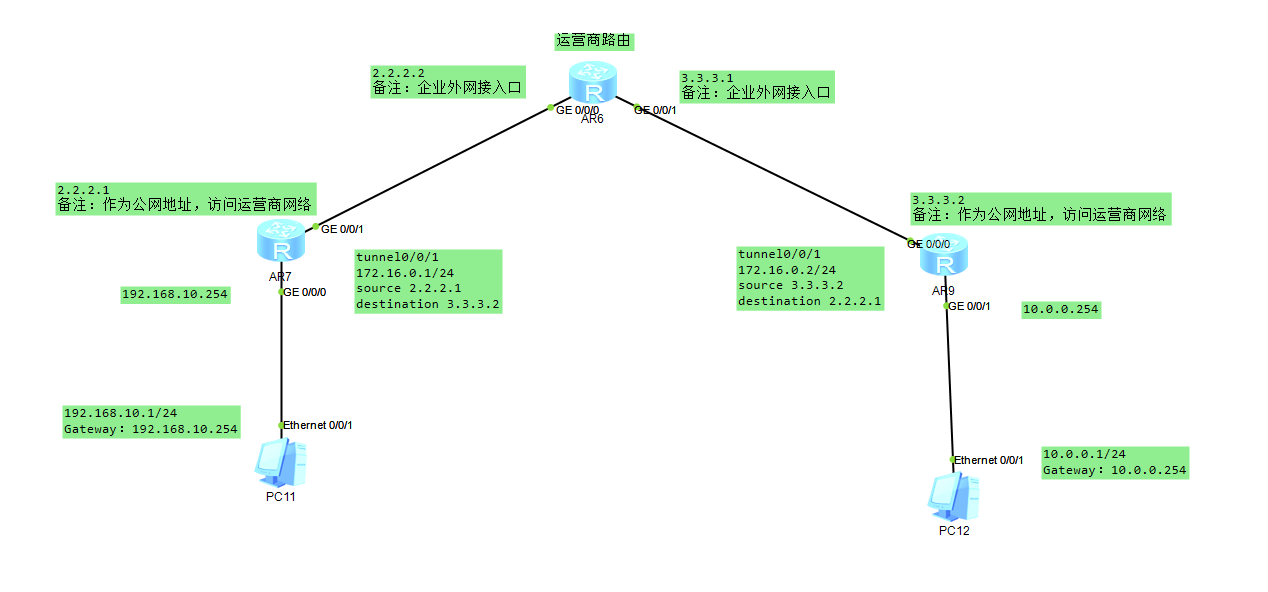 运营商路由
2.2.2.2
备注：企业外网接入口
3.3.3.1
备注：企业外网接入口
R
GE 0/0/0
GE 0/0/1
AR6
2.2.2.1
备注：作为公网地址，访问运营商网络
3.3.3.2
备注：作为公网地址，访问运营商网络
R
GE 0/0/1
AR7
GE 0/0/0
192.168.10.254
tunnel0/0/1
172.16.0.1/24
source 2.2.2.1
destination 3.3.3.2
tunnel0/0/1
172.16.0.2/24
source 3.3.3.2
destination 2.2.2.1
GE 0/0/0
R
AR9
GE 0/0/1
10.0.0.254
192.168.10.1/24
Gateway：192.168.10.254
Ethernet 0/0/1
PC11
Ethernet 0/0/1
10.0.0.1/24
Gateway：10.0.0.254
PC12